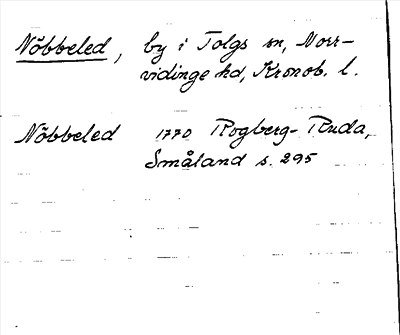 Nöbbeled, by i Tolgs sn, Norr-
vidinge hd, Kronob. l.
Nöbbeled 1770 Rogberg-Ruda,
Småland s. 295